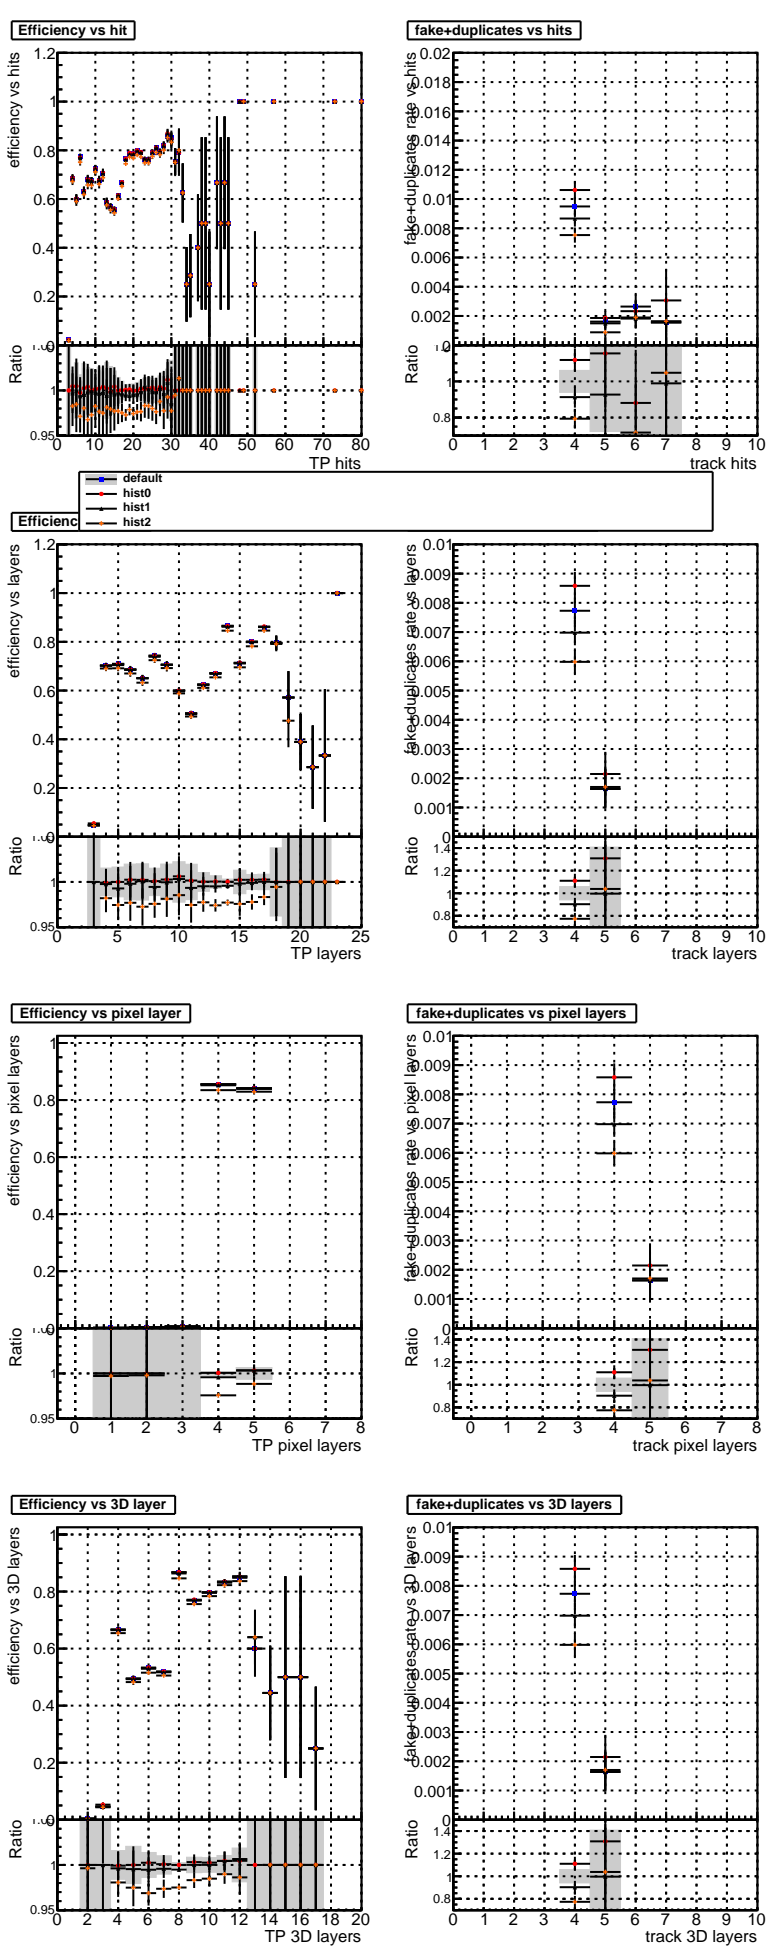 Efficiency vs hit
fake+duplicates vs hits
efficiency vs hits
1.2
1
0.8
0.6
0.4
0.2
0
Ratio
1
0.95
0 10 20 30 40 50 60 70 80
TP hits
fake+duplicates rate vs hits
0.02
0.018
0.016
0.014
0.012
0.01
0.008
0.006
0.004
0.002
0
Ratio
1
0.8
0 1 2 3 4 5 6 7 8 9 10
track hits
default
hist0
hist1
hist2
Efficienc
efficiency vs layers
1.2
1
0.8
0.6
0.4
0.2
0
Ratio
1
0.95
0 5 10 15 20 25
TP layers
fake+duplicates rate vs layers
0.01
0.009
0.008
0.007
0.006
0.005
0.004
0.003
0.002
0.001
0
Ratio
1.4
1.2
1
0.8
0 1 2 3 4 5 6 7 8 9 10
track layers
Efficiency vs pixel layer
fake+duplicates vs pixel layers
efficiency vs pixel layers
1
0.8
0.6
0.4
0.2
0
Ratio
1
0.95
0 1 2 3 4 5 6 7 8
TP pixel layers
fake+duplicates rate vs pixel layers
0.01
0.009
0.008
0.007
0.006
0.005
0.004
0.003
0.002
0.001
0
Ratio
1.4
1.2
1
0.8
0 1 2 3 4 5 6 7 8
track pixel layers
Efficiency vs 3D layer
fake+duplicates vs 3D layers
efficiency vs 3D layers
1
0.8
0.6
0.4
0.2
0
Ratio
1
0.95
0 2 4 6 8 10 12 14 16 18 20
TP 3D layers
fake+duplicates rate vs 3D layers
0.01
0.009
0.008
0.007
0.006
0.005
0.004
0.003
0.002
0.001
0
Ratio
1.4
1.2
1
0.8
0 1 2 3 4 5 6 7 8 9 10
track 3D layers